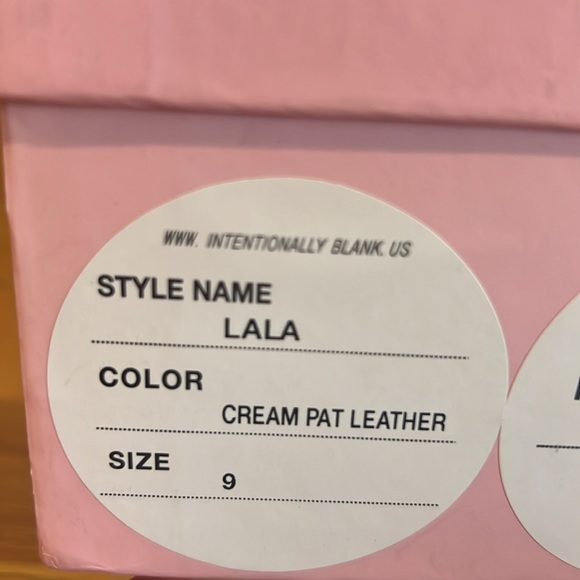 WWW. INTENTIONALLY BLANK. US
STYLE NAME
LALA
COLOR
CREAM PAT LEATHER
SIZE
9